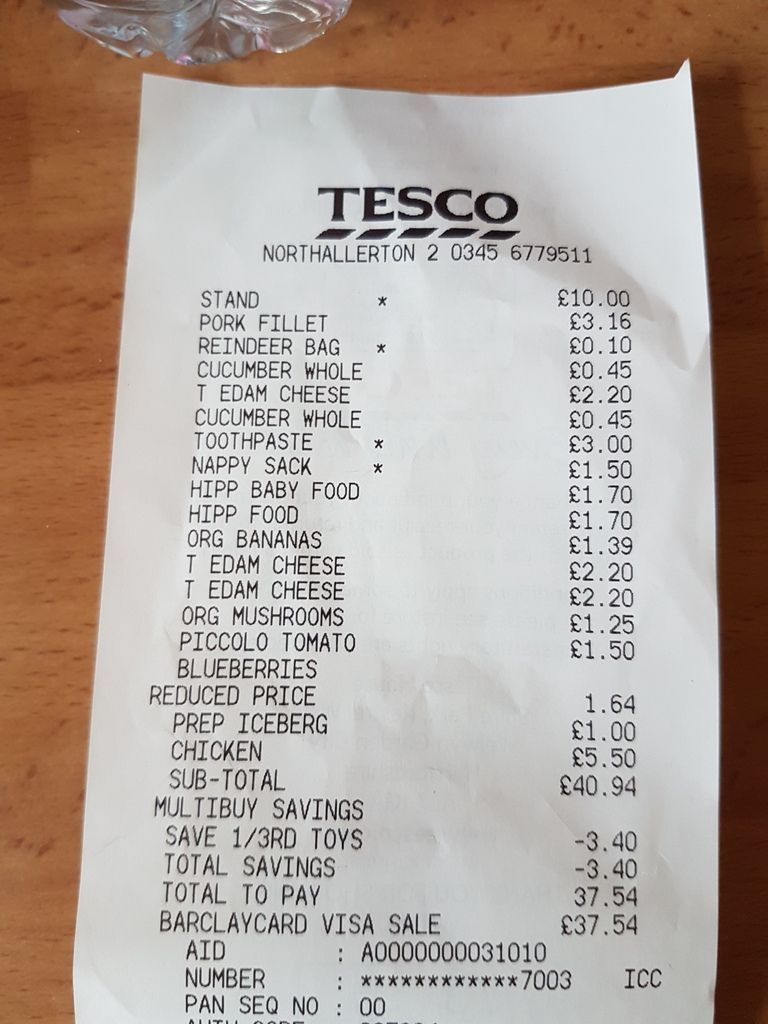 TESCO
NORTHALLERTON 2 0345 6779511
STAND * £10.00
PORK FILLET £3.16
REINDEER BAG * £0.10
CUCUMBER WHOLE £0.45
T EDAM CHEESE £2.20
CUCUMBER WHOLE £0.45
TOOTHPASTE * £3.00
NAPPY SACK * £1.50
HIPP BABY FOOD £1.70
HIPP FOOD £1.70
ORG BANANAS £1.39
T EDAM CHEESE £2.20
T EDAM CHEESE £2.20
ORG MUSHROOMS £1.25
PICCOLO TOMATO £1.50
BLUEBERRIES
REDUCED PRICE 1.64
PREP ICEBERG £1.00
CHICKEN £5.50
SUB-TOTAL £40.94
MULTIBUY SAVINGS
SAVE 1/3RD TOYS -3.40
TOTAL SAVINGS -3.40
TOTAL TO PAY 37.54
BARCLAYCARD VISA SALE £37.54
AID : A0000000031010
NUMBER : ************7003 ICC
PAN SEQ NO : 00